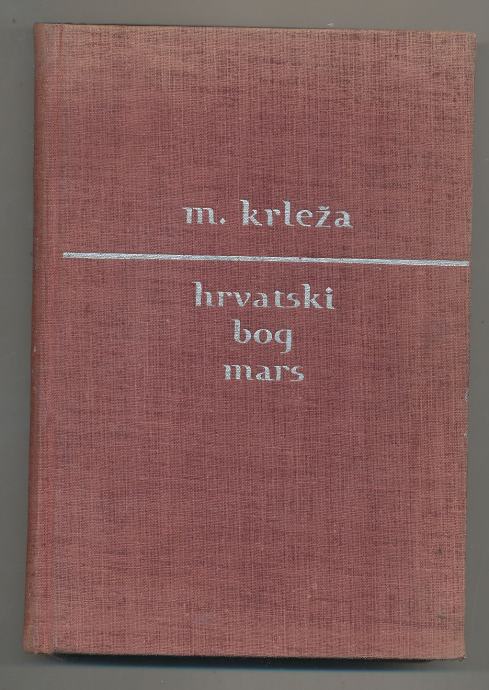 m. krleža
hrvatski
bog
mars